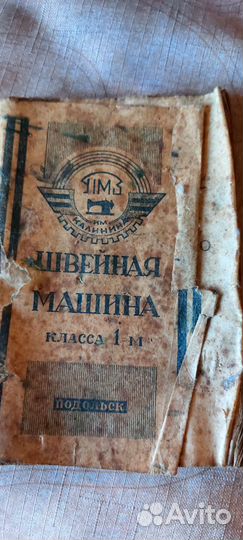 ПМЗ
ИМ.
КАЛИНИНА
ШВЕЙНАЯ
МАШИНА
КЛАССА 1-М
ПОДОЛЬСК
Avito